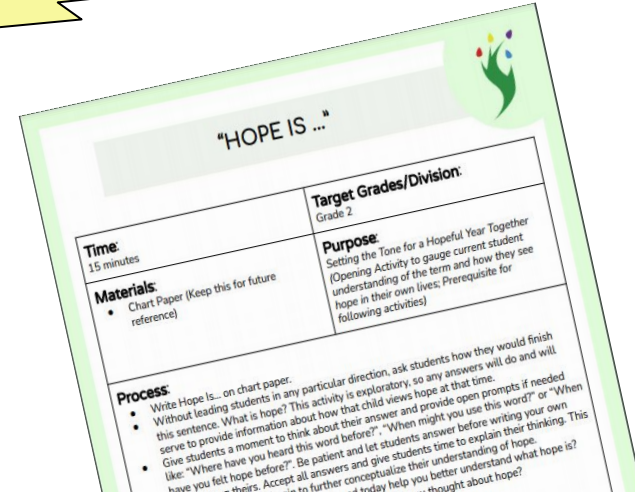 “HOPE IS ...”
Time:
15 minutes
Target Grades/Division:
Grade 2
Materials:
● Chart Paper (Keep this for future
reference)
Purpose:
Setting the Tone for a Hopeful Year Together
(Opening Activity to gauge current student
understanding of the term and how they see
hope in their own lives; Prerequisite for
following activities)
Process:
● Write Hope Is... on chart paper.
● Without leading students in any particular direction, ask students how they would finish
this sentence. What is hope? This activity is exploratory, so any answers will do and will
serve to provide information about how that child views hope at that time.
● Give students a moment to think about their answer and provide open prompts if needed
like: “Where have you heard this word before?”. “When might you use this word?” or “When
have you felt hope before?”. Be patient and let students answer before writing your own
theirs. Accept all answers and give students time to explain their thinking. This
to further conceptualize their understanding of hope.
today help you better understand what hope is?
thought about hope?